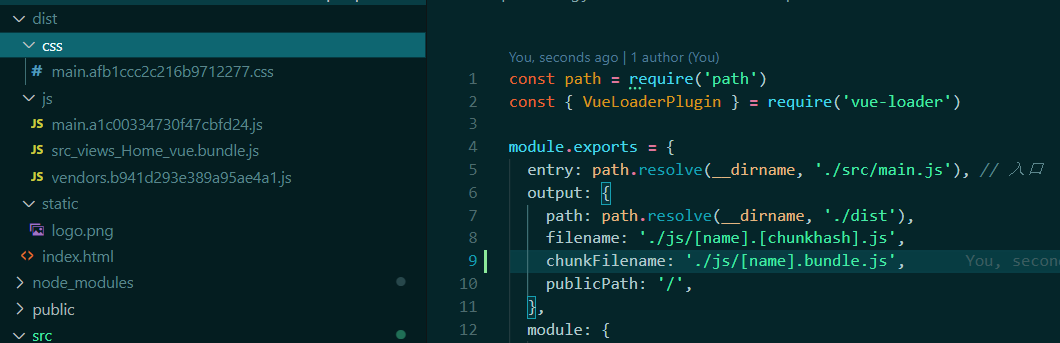 dist
css
# main.afb1ccc2c216b9712277.css
js
JS main.a1c00334730f47cbfd24.js
JS src_views_Home_vue.bundle.js
JS vendors.b941d293e389a95ae4a1.js
static
logo.png
<> index.html
node_modules
public
src
You, seconds ago | 1 author (You)
1 const path = require('path')
2 const { VueLoaderPlugin } = require('vue-loader')
3
4 module.exports = {
5 entry: path.resolve(__dirname, './src/main.js'), // 入口
6 output: {
7 path: path.resolve(__dirname, './dist'),
8 filename: './js/[name].[chunkhash].js',
9 chunkFilename: './js/[name].bundle.js', You, secon
10 publicPath: '/',
11 },
12 module: {